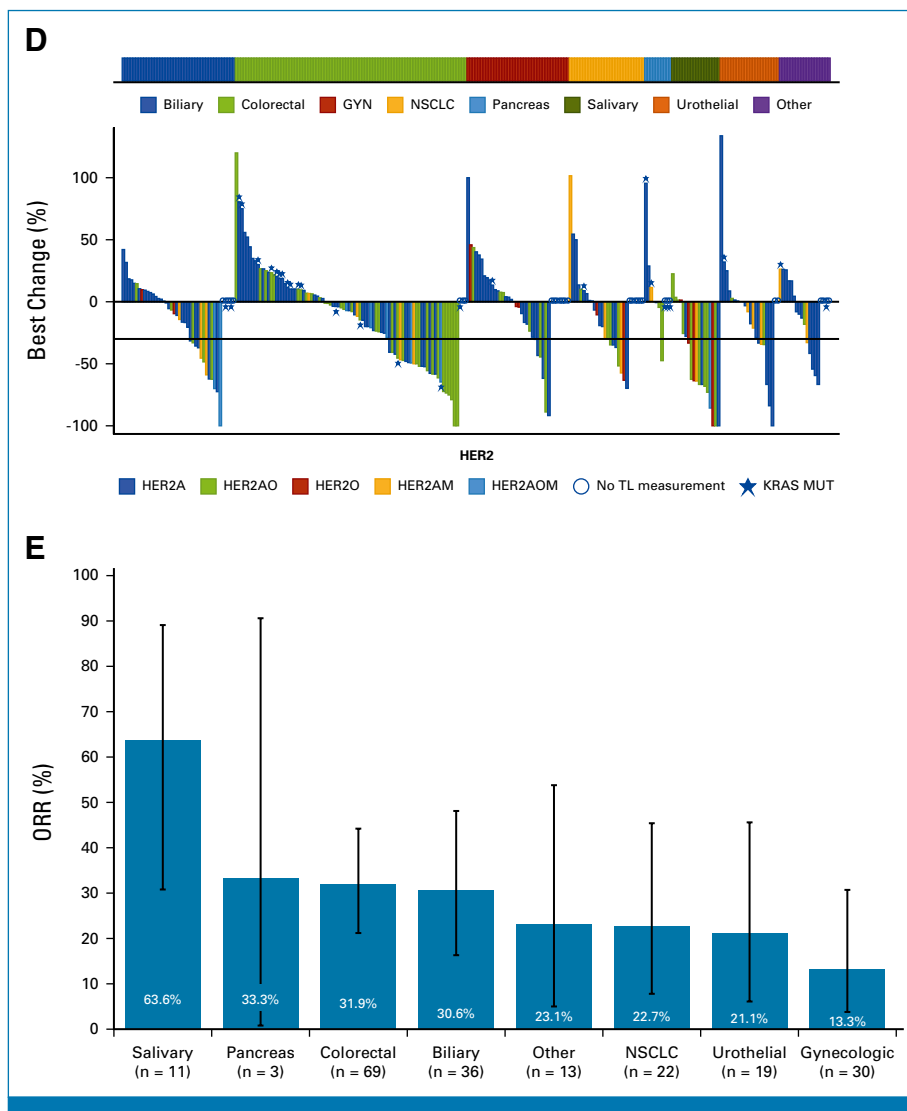 D
Biliary Colorectal GYN NSCLC Pancreas Salivary Urothelial Other
Best Change (%)
100
50
0
-50
-100
HER2
HER2A HER2AO HER2O HER2AM HER2AOM No TL measurement KRAS MUT
E
ORR (%)
100
90
80
70
60
50
40
30
20
10
0
63.6% 33.3% 31.9% 30.6% 23.1% 22.7% 21.1% 13.3%
Salivary Pancreas Colorectal Biliary Other NSCLC Urothelial Gynecologic
(n = 11) (n = 3) (n = 69) (n = 36) (n = 13) (n = 22) (n = 19) (n = 30)